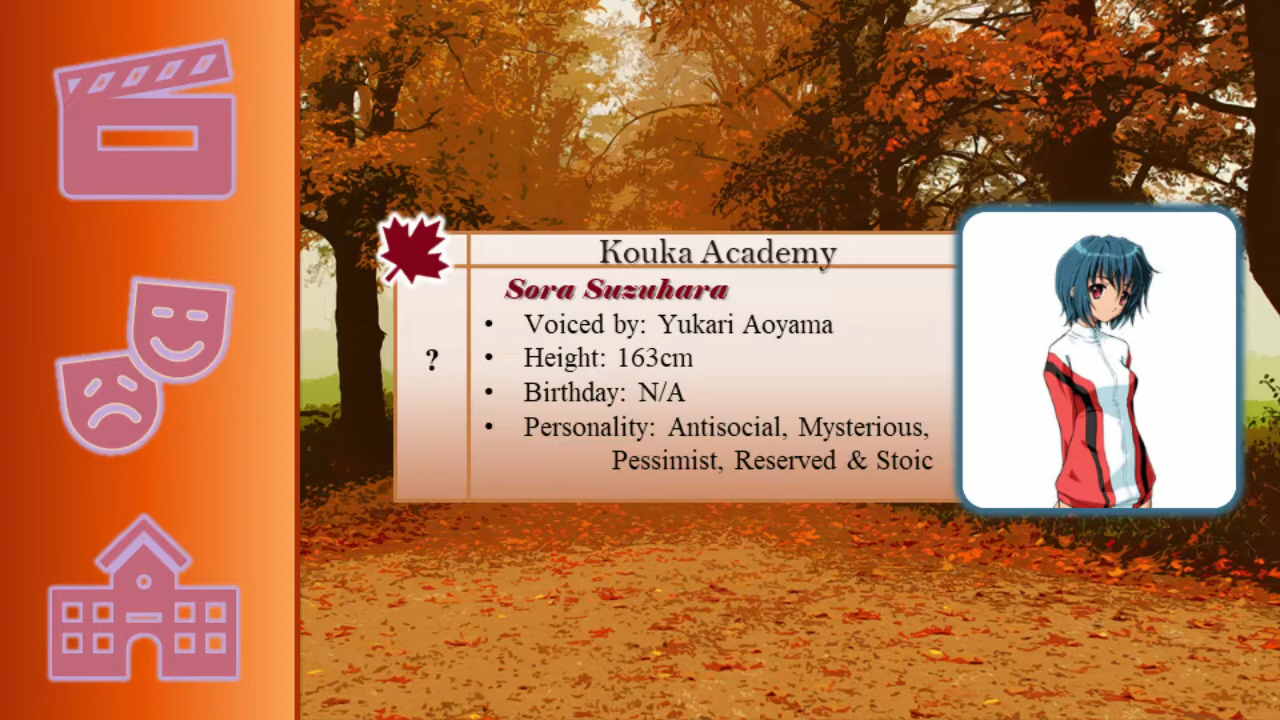 Kouka Academy
Sora Suzuhara
?
• Voiced by: Yukari Aoyama
• Height: 163cm
• Birthday: N/A
• Personality: Antisocial, Mysterious,
Pessimist, Reserved & Stoic